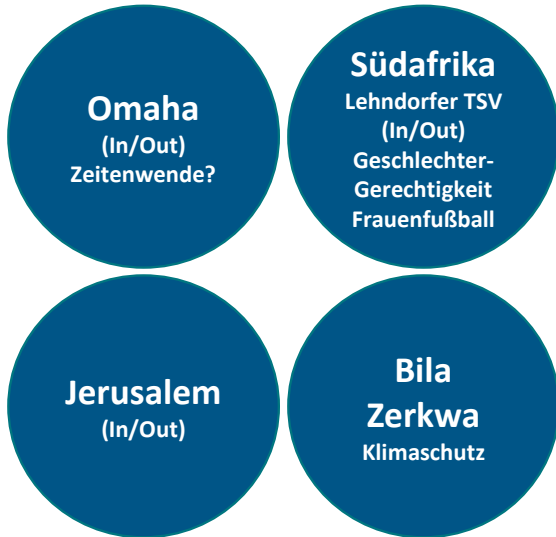 Omaha
(In/Out)
Zeitenwende?
Südafrika
Lehndorfer TSV
(In/Out)
Geschlechter-
Gerechtigkeit
Frauenfußball
Jerusalem
(In/Out)
Bila
Zerkwa
Klimaschutz